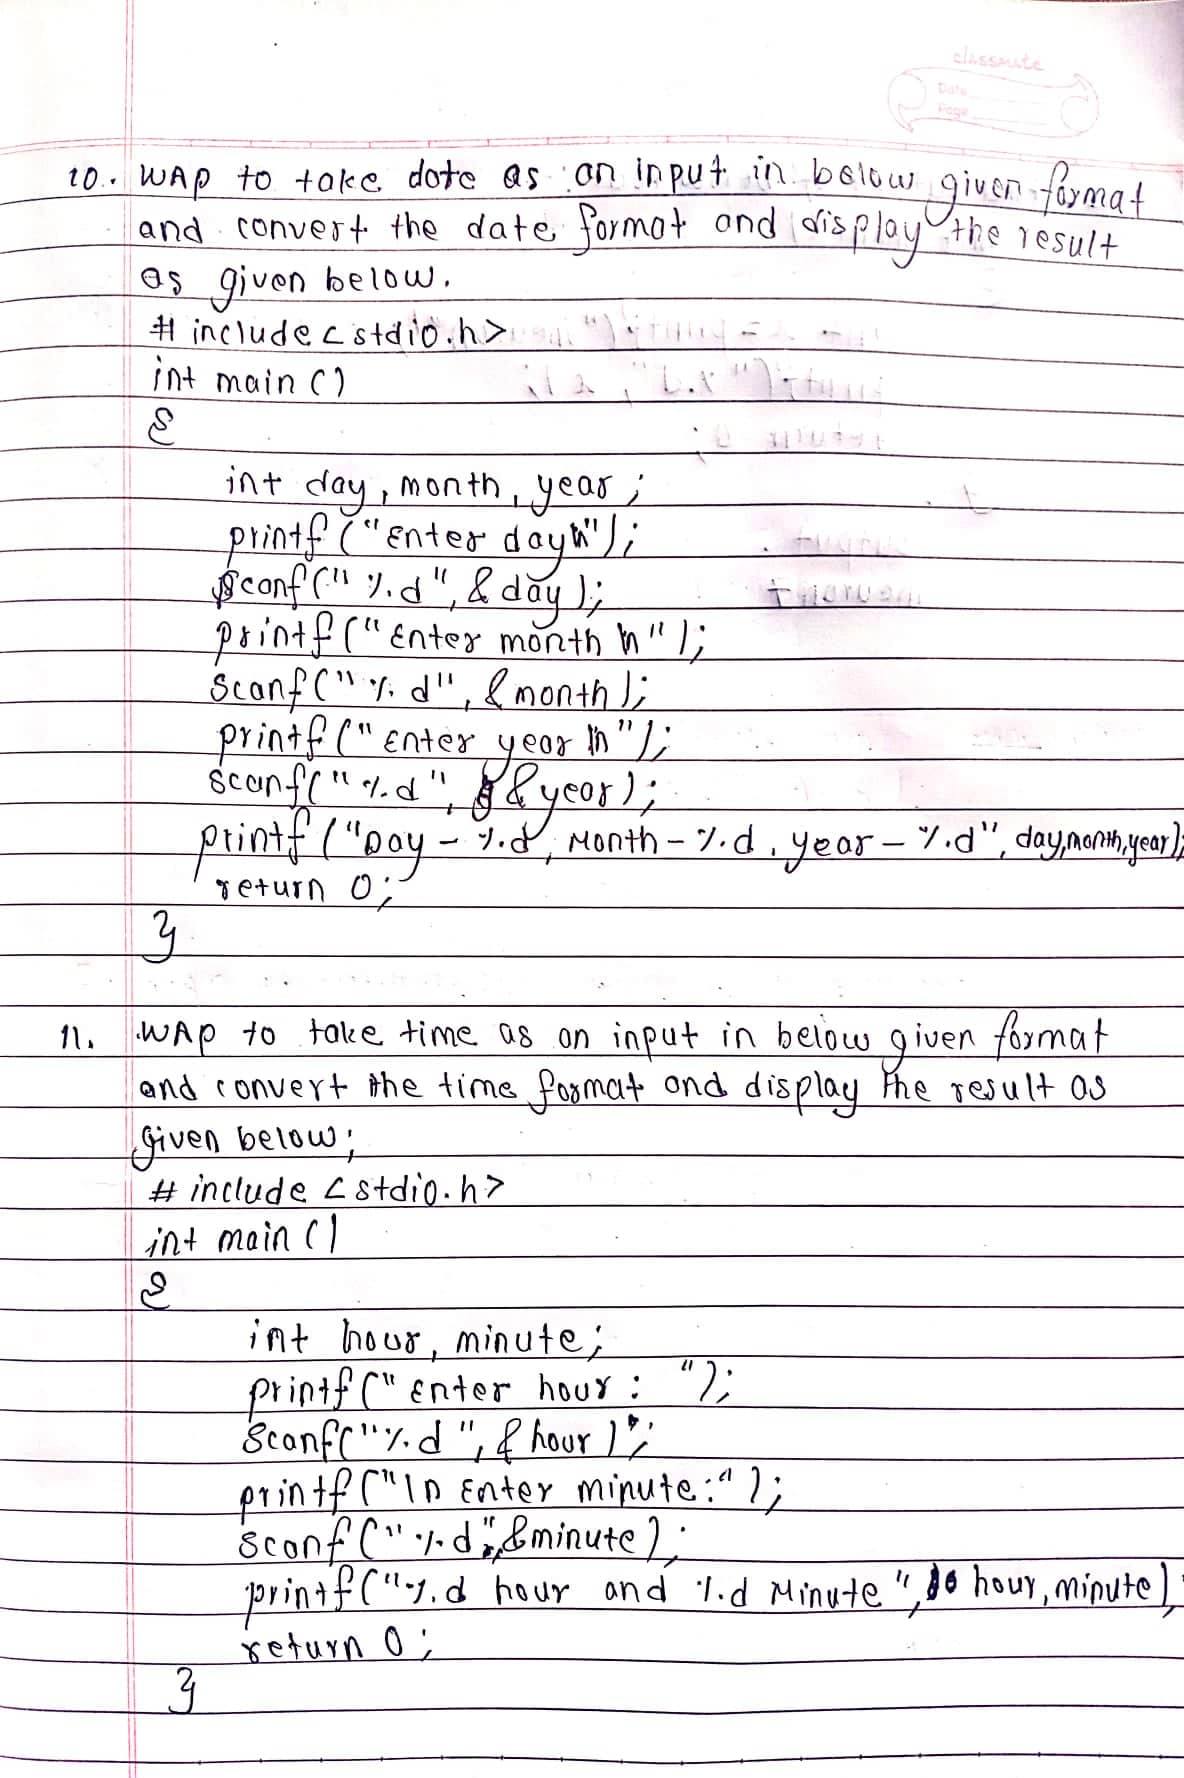 classmate
Date
Page
10. WAP to take date as an input in below given format
and convert the date format and display the result
as given below.
# include <stdio.h>
int main ()
{
int day, month, year ;
printf ("Enter day\n");
scanf (" %d", & day );
printf (" Enter month \n" );
scanf (" % d", & month );
printf (" Enter year \n");
scanf (" %d", & year );
printf ("Day - %d, Month - %d, year - %d", day,month,year);
return 0;
}
11. WAP to take time as an input in below given format
and convert the time format and display the result as
given below;
# include <stdio.h>
int main ()
{
int hour, minute;
printf (" Enter hour : ");
scanf ("%d ", & hour );
printf ("\n Enter minute:" );
scanf (" %d", &minute );
printf ("%d hour and %d Minute ", hour, minute );
return 0 ;
}